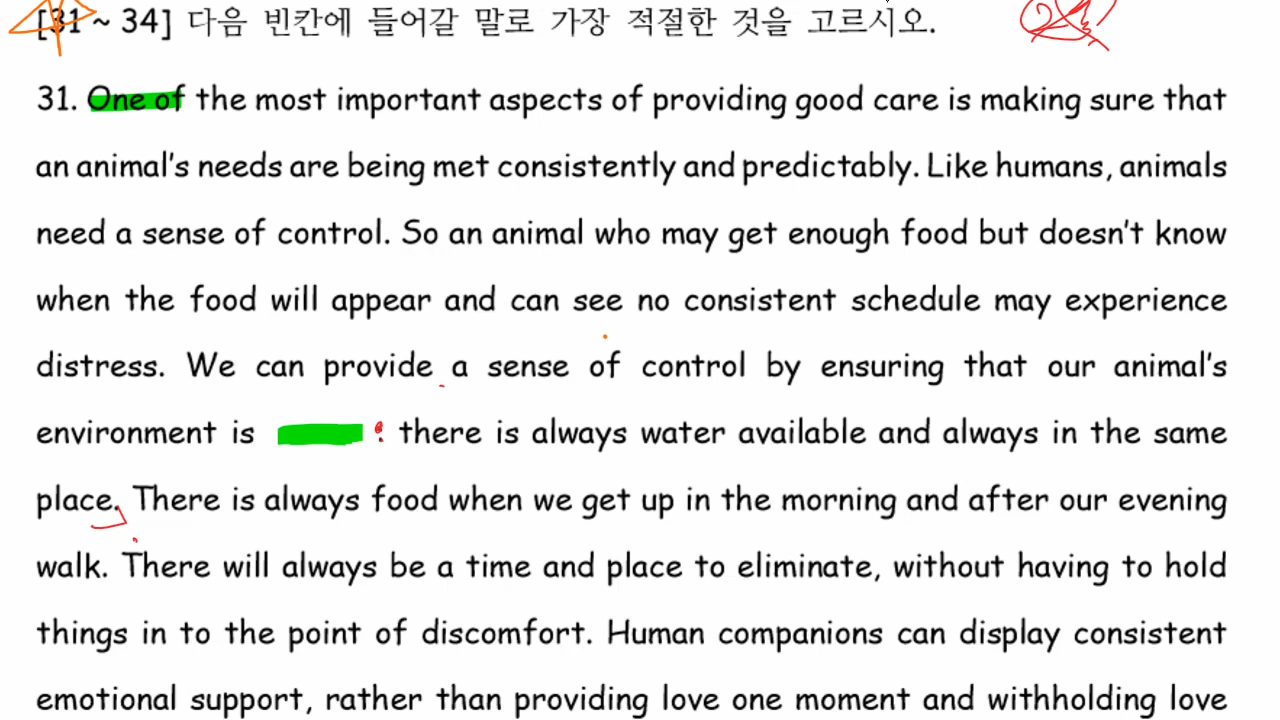 [31 ~ 34] 다음 빈칸에 들어갈 말로 가장 적절한 것을 고르시오.
31. One of the most important aspects of providing good care is making sure that
an animal's needs are being met consistently and predictably. Like humans, animals
need a sense of control. So an animal who may get enough food but doesn't know
when the food will appear and can see no consistent schedule may experience
distress. We can provide a sense of control by ensuring that our animal's
environment is : there is always water available and always in the same
place. There is always food when we get up in the morning and after our evening
walk. There will always be a time and place to eliminate, without having to hold
things in to the point of discomfort. Human companions can display consistent
emotional support, rather than providing love one moment and withholding love